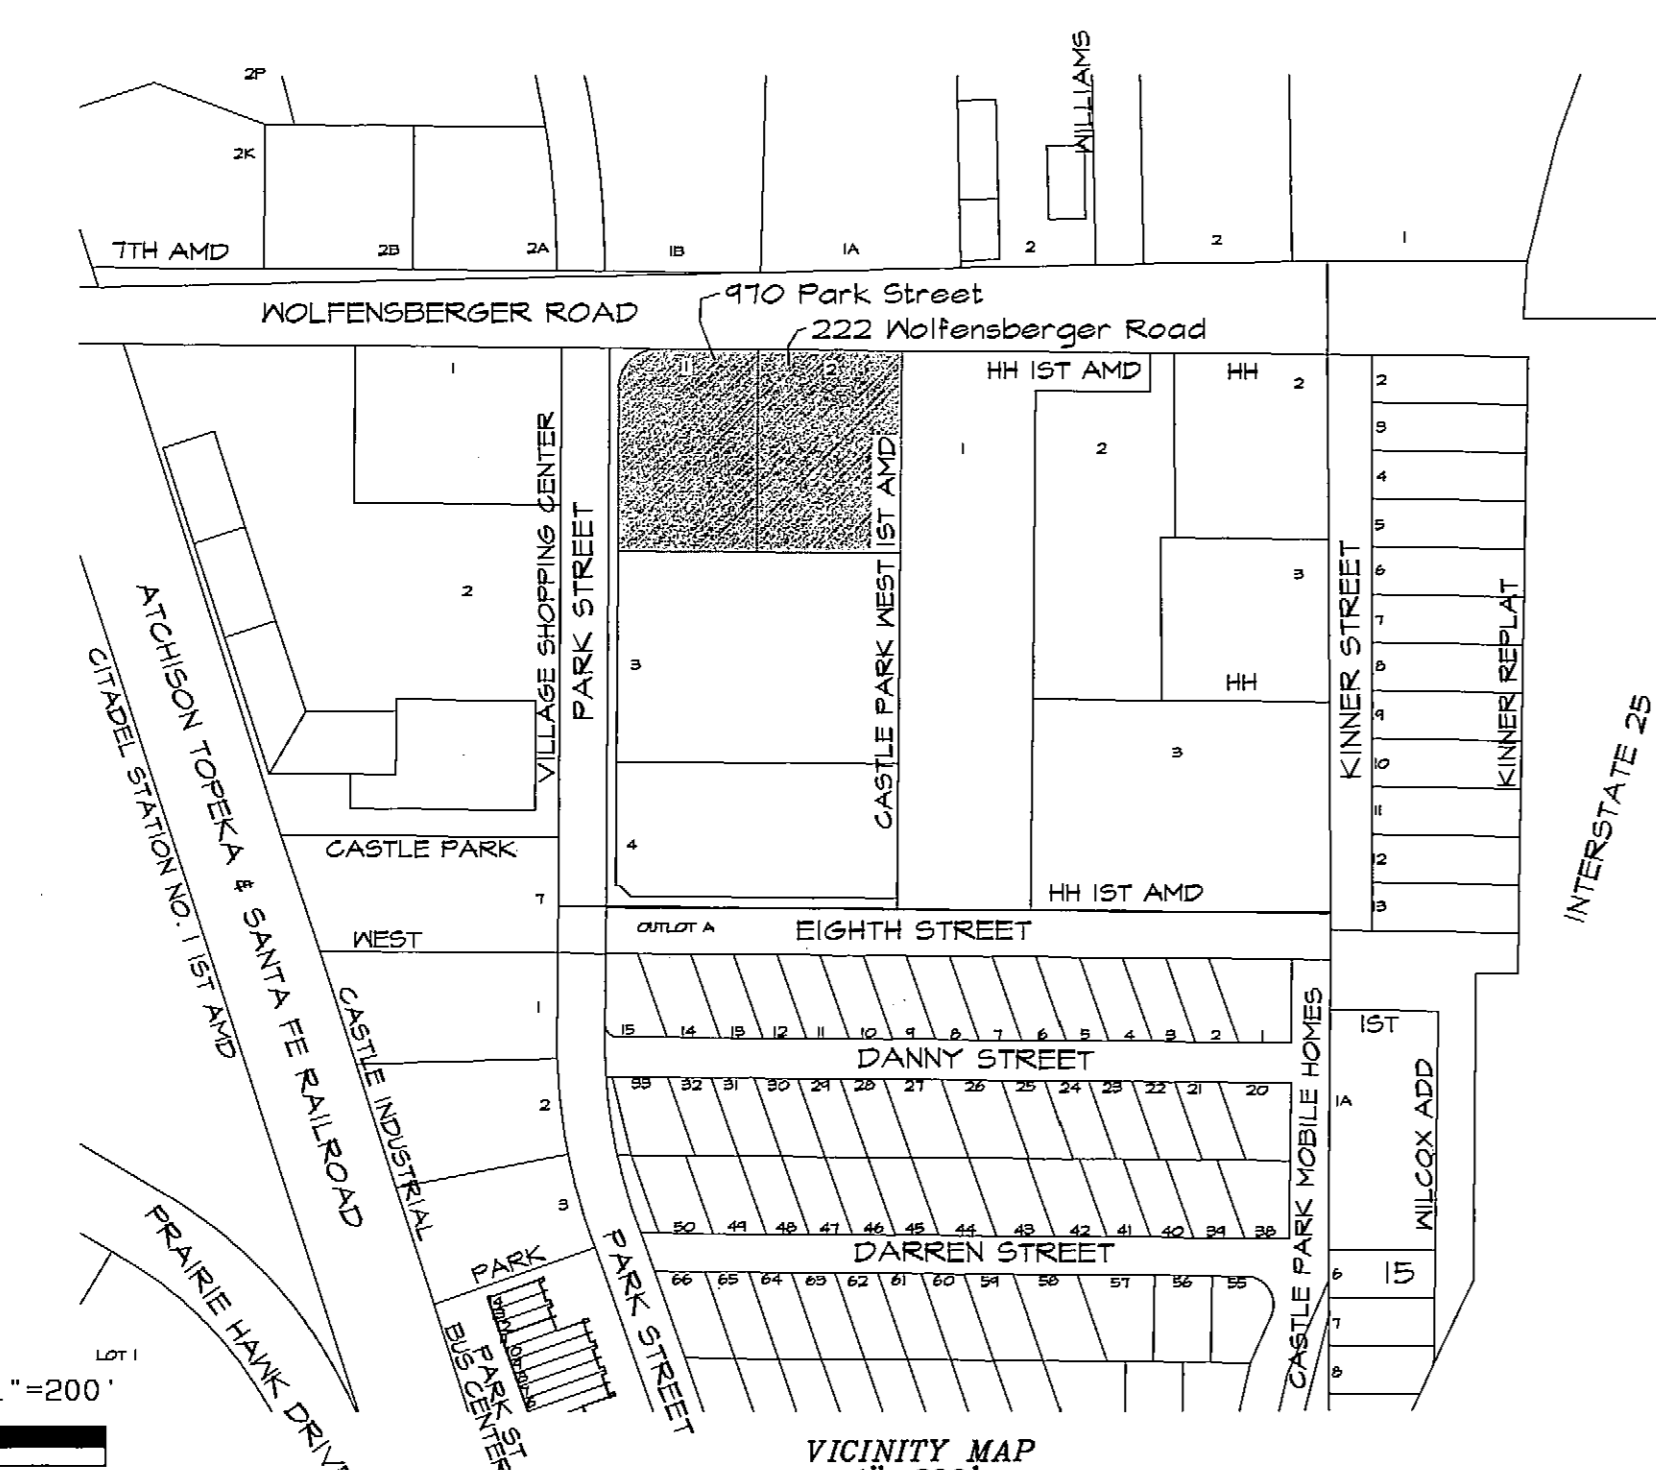 WILLIAMS
2P
2K
7TH AMD
2B
2A
1B
1A
2
2
1
WOLFENSBERGER ROAD
970 Park Street
222 Wolfensberger Road
1
2
HH 1ST AMD
HH
2
1
2
3
HH
3
HH 1ST AMD
VILLAGE SHOPPING CENTER
PARK STREET
1
2
3
4
CASTLE PARK WEST 1ST AMD
KINNER STREET
2
3
4
5
6
7
8
9
10
11
12
13
KINNER REPLAT
INTERSTATE 25
ATCHISON TOPEKA & SANTA FE RAILROAD
CITADEL STATION NO. 1 1ST AMD
CASTLE PARK
7
WEST
OUTLOT A
EIGHTH STREET
CASTLE INDUSTRIAL
1
2
3
PARK
15 14 13 12 11 10 9 8 7 6 5 4 3 2 1
DANNY STREET
33 32 31 30 29 28 27 26 25 24 23 22 21 20
50 49 48 47 46 45 44 43 42 41 40 39 38
DARREN STREET
66 65 64 63 62 61 60 59 58 57 56 55
CASTLE PARK MOBILE HOMES
1ST
1A
WILCOX ADD
6 15
7
8
PARK STREET
PARK ST
BUS CENTER
PRAIRIE HAWK DRIVE
LOT 1
"=200'
VICINITY MAP